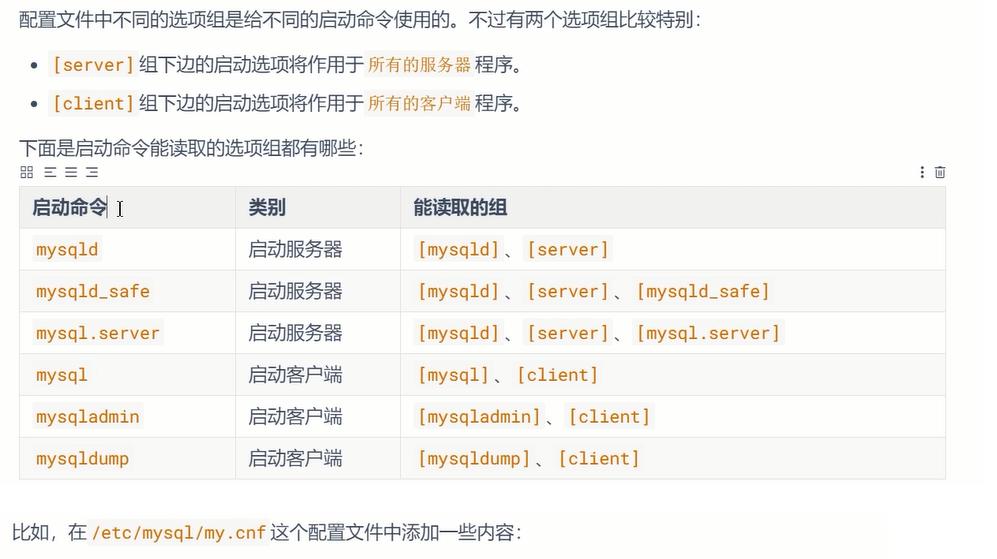 配置文件中不同的选项组是给不同的启动命令使用的。不过有两个选项组比较特别：
[server] 组下边的启动选项将作用于 所有的服务器 程序。
[client] 组下边的启动选项将作用于 所有的客户端 程序。
下面是启动命令能读取的选项组都有哪些：
启动命令 类别 能读取的组
mysqld 启动服务器 [mysqld] 、 [server]
mysqld_safe 启动服务器 [mysqld] 、 [server] 、 [mysqld_safe]
mysql.server 启动服务器 [mysqld] 、 [server] 、 [mysql.server]
mysql 启动客户端 [mysql] 、 [client]
mysqladmin 启动客户端 [mysqladmin] 、 [client]
mysqldump 启动客户端 [mysqldump] 、 [client]
比如，在 /etc/mysql/my.cnf 这个配置文件中添加一些内容：